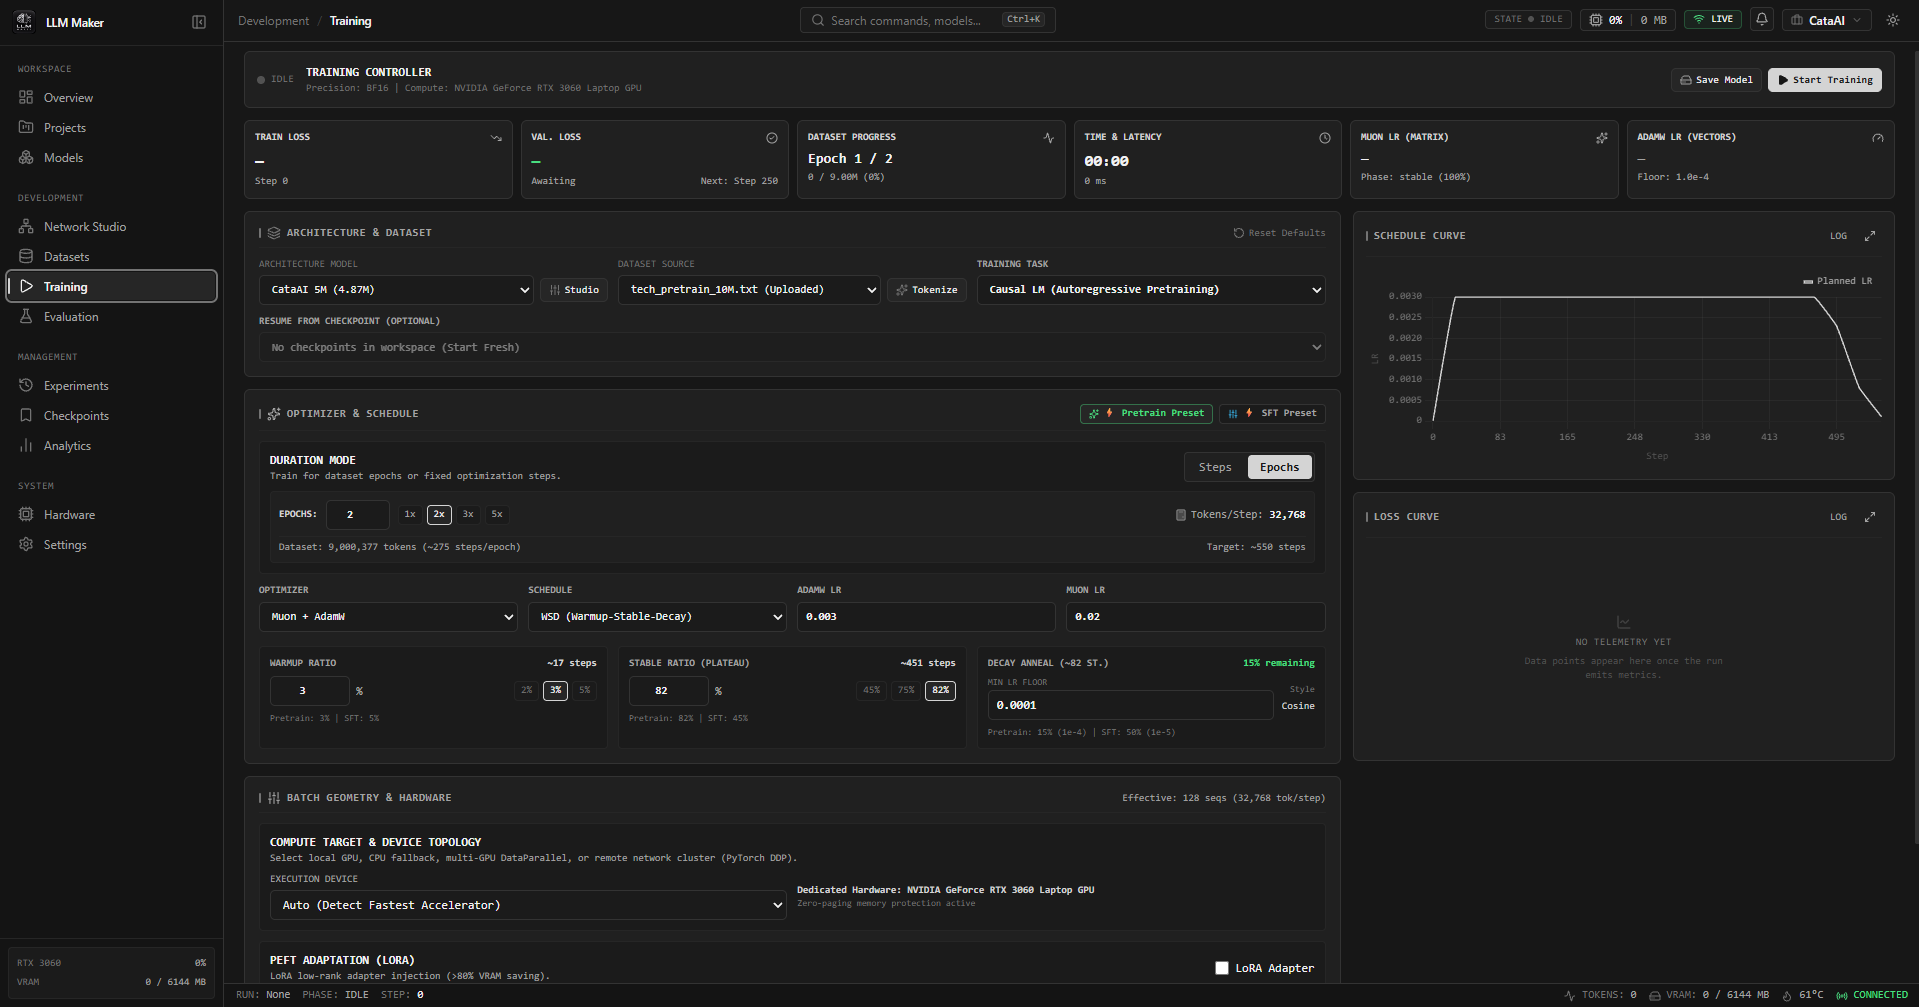 LLM Maker
Development / Training
Search commands, models... Ctrl+K
STATE IDLE
0% | 0 MB
LIVE
CataAI
WORKSPACE
Overview
Projects
Models
DEVELOPMENT
Network Studio
Datasets
Training
Evaluation
MANAGEMENT
Experiments
Checkpoints
Analytics
SYSTEM
Hardware
Settings
RTX 3060 0%
VRAM 0 / 6144 MB
IDLE
TRAINING CONTROLLER
Precision: BF16 | Compute: NVIDIA GeForce RTX 3060 Laptop GPU
Save Model
Start Training
TRAIN LOSS
—
Step 0
VAL. LOSS
—
Awaiting Next: Step 250
DATASET PROGRESS
Epoch 1 / 2
0 / 9.00M (0%)
TIME & LATENCY
00:00
0 ms
MUON LR (MATRIX)
—
Phase: stable (100%)
ADAMW LR (VECTORS)
—
Floor: 1.0e-4
ARCHITECTURE & DATASET
Reset Defaults
ARCHITECTURE MODEL
CataAI 5M (4.87M)
Studio
DATASET SOURCE
tech_pretrain_10M.txt (Uploaded)
Tokenize
TRAINING TASK
Causal LM (Autoregressive Pretraining)
RESUME FROM CHECKPOINT (OPTIONAL)
No checkpoints in workspace (Start Fresh)
OPTIMIZER & SCHEDULE
Pretrain Preset
SFT Preset
DURATION MODE
Train for dataset epochs or fixed optimization steps.
Steps Epochs
EPOCHS: 2 1x 2x 3x 5x
Tokens/Step: 32,768
Dataset: 9,000,377 tokens (~275 steps/epoch)
Target: ~550 steps
OPTIMIZER
Muon + AdamW
SCHEDULE
WSD (Warmup-Stable-Decay)
ADAMW LR
0.003
MUON LR
0.02
WARMUP RATIO ~17 steps
3 % 2% 3% 5%
Pretrain: 3% | SFT: 5%
STABLE RATIO (PLATEAU) ~451 steps
82 % 45% 75% 82%
Pretrain: 82% | SFT: 45%
DECAY ANNEAL (~82 ST.) 15% remaining
MIN LR FLOOR
0.0001
Style
Cosine
Pretrain: 15% (1e-4) | SFT: 50% (1e-5)
BATCH GEOMETRY & HARDWARE
Effective: 128 seqs (32,768 tok/step)
COMPUTE TARGET & DEVICE TOPOLOGY
Select local GPU, CPU fallback, multi-GPU DataParallel, or remote network cluster (PyTorch DDP).
EXECUTION DEVICE
Auto (Detect Fastest Accelerator)
Dedicated Hardware: NVIDIA GeForce RTX 3060 Laptop GPU
Zero-paging memory protection active
PEFT ADAPTATION (LORA)
LoRA low-rank adapter injection (>80% VRAM saving).
LoRA Adapter
SCHEDULE CURVE
LOG
Planned LR
0.0030
0.0025
0.0020
0.0015
0.0010
0.0005
0
LR
0 83 165 248 330 413 495
Step
LOSS CURVE
LOG
NO TELEMETRY YET
Data points appear here once the run
emits metrics.
RUN: None PHASE: IDLE STEP: 0
TOKENS: 0 VRAM: 0 / 6144 MB 61°C CONNECTED